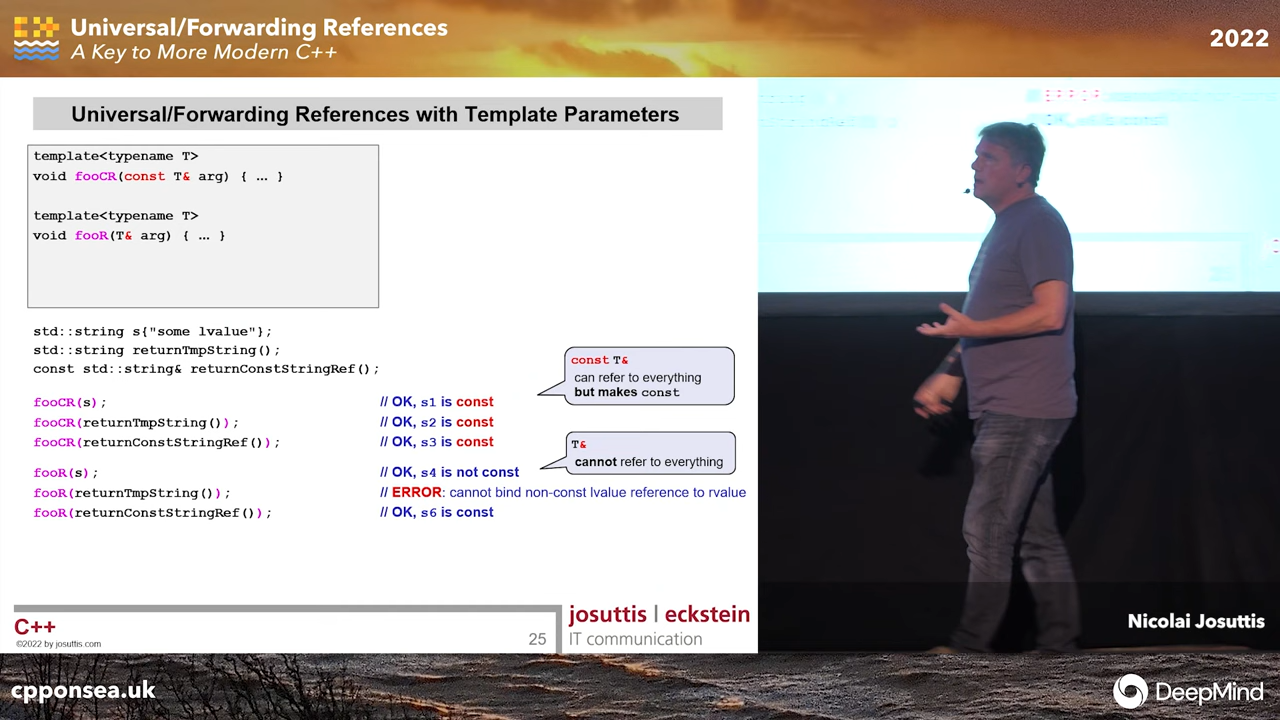 Universal/Forwarding References
A Key to More Modern C++
2022
Universal/Forwarding References with Template Parameters
template<typename T>
void fooCR(const T& arg) { … }
template<typename T>
void fooR(T& arg) { … }
std::string s{"some lvalue"};
std::string returnTmpString();
const std::string& returnConstStringRef();
const T&
can refer to everything
but makes const
fooCR(s); // OK, s1 is const
fooCR(returnTmpString()); // OK, s2 is const
fooCR(returnConstStringRef()); // OK, s3 is const
T&
cannot refer to everything
fooR(s); // OK, s4 is not const
fooR(returnTmpString()); // ERROR: cannot bind non-const lvalue reference to rvalue
fooR(returnConstStringRef()); // OK, s6 is const
C++
©2022 by josuttis.com
25
josuttis | eckstein
IT communication
Nicolai Josuttis
cpponsea.uk
DeepMind